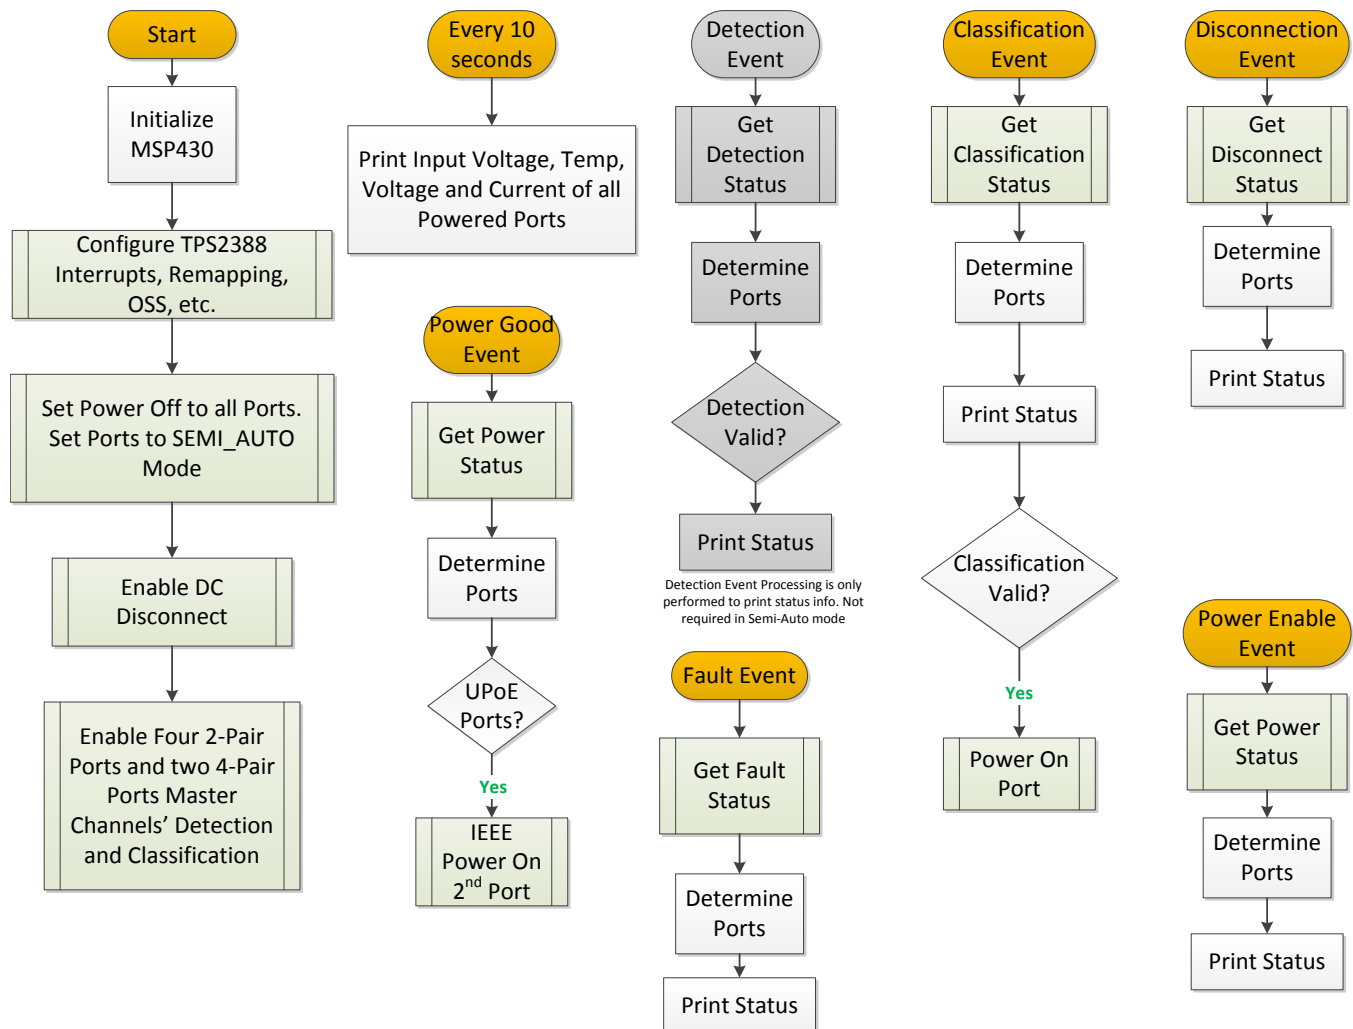 Start
Initialize
MSP430
Configure TPS2388
Interrupts, Remapping,
OSS, etc.
Set Power Off to all Ports.
Set Ports to SEMI_AUTO
Mode
Enable DC
Disconnect
Enable Four 2-Pair
Ports and two 4-Pair
Ports Master
Channels’ Detection
and Classification
Every 10
seconds
Print Input Voltage, Temp,
Voltage and Current of all
Powered Ports
Power Good
Event
Get Power
Status
Determine
Ports
UPoE
Ports?
Yes
IEEE
Power On
2nd Port
Detection
Event
Get
Detection
Status
Determine
Ports
Detection
Valid?
Print Status
Detection Event Processing is only
performed to print status info. Not
required in Semi-Auto mode
Fault Event
Get Fault
Status
Determine
Ports
Print Status
Classification
Event
Get
Classification
Status
Determine
Ports
Print Status
Classification
Valid?
Yes
Power On
Port
Disconnection
Event
Get
Disconnect
Status
Determine
Ports
Print Status
Power Enable
Event
Get Power
Status
Determine
Ports
Print Status